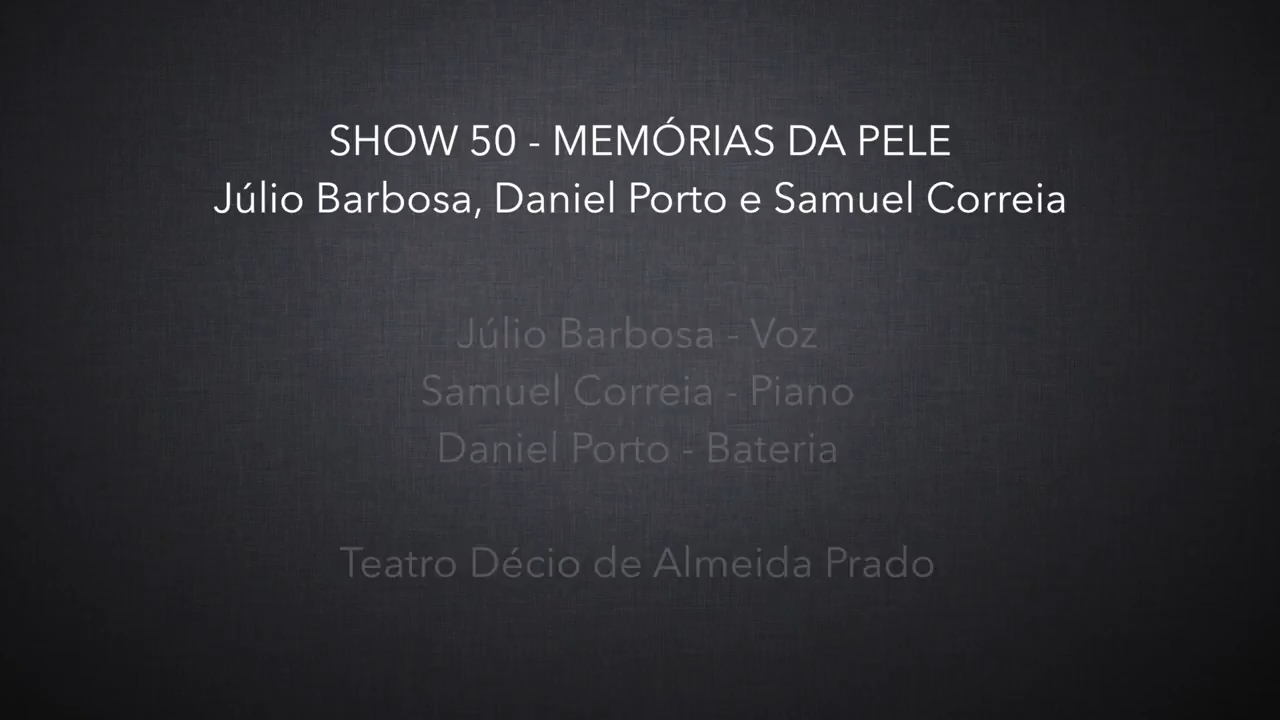 SHOW 50 - MEMÓRIAS DA PELE
Júlio Barbosa, Daniel Porto e Samuel Correia
Júlio Barbosa - Voz
Samuel Correia - Piano
Daniel Porto - Bateria
Teatro Décio de Almeida Prado